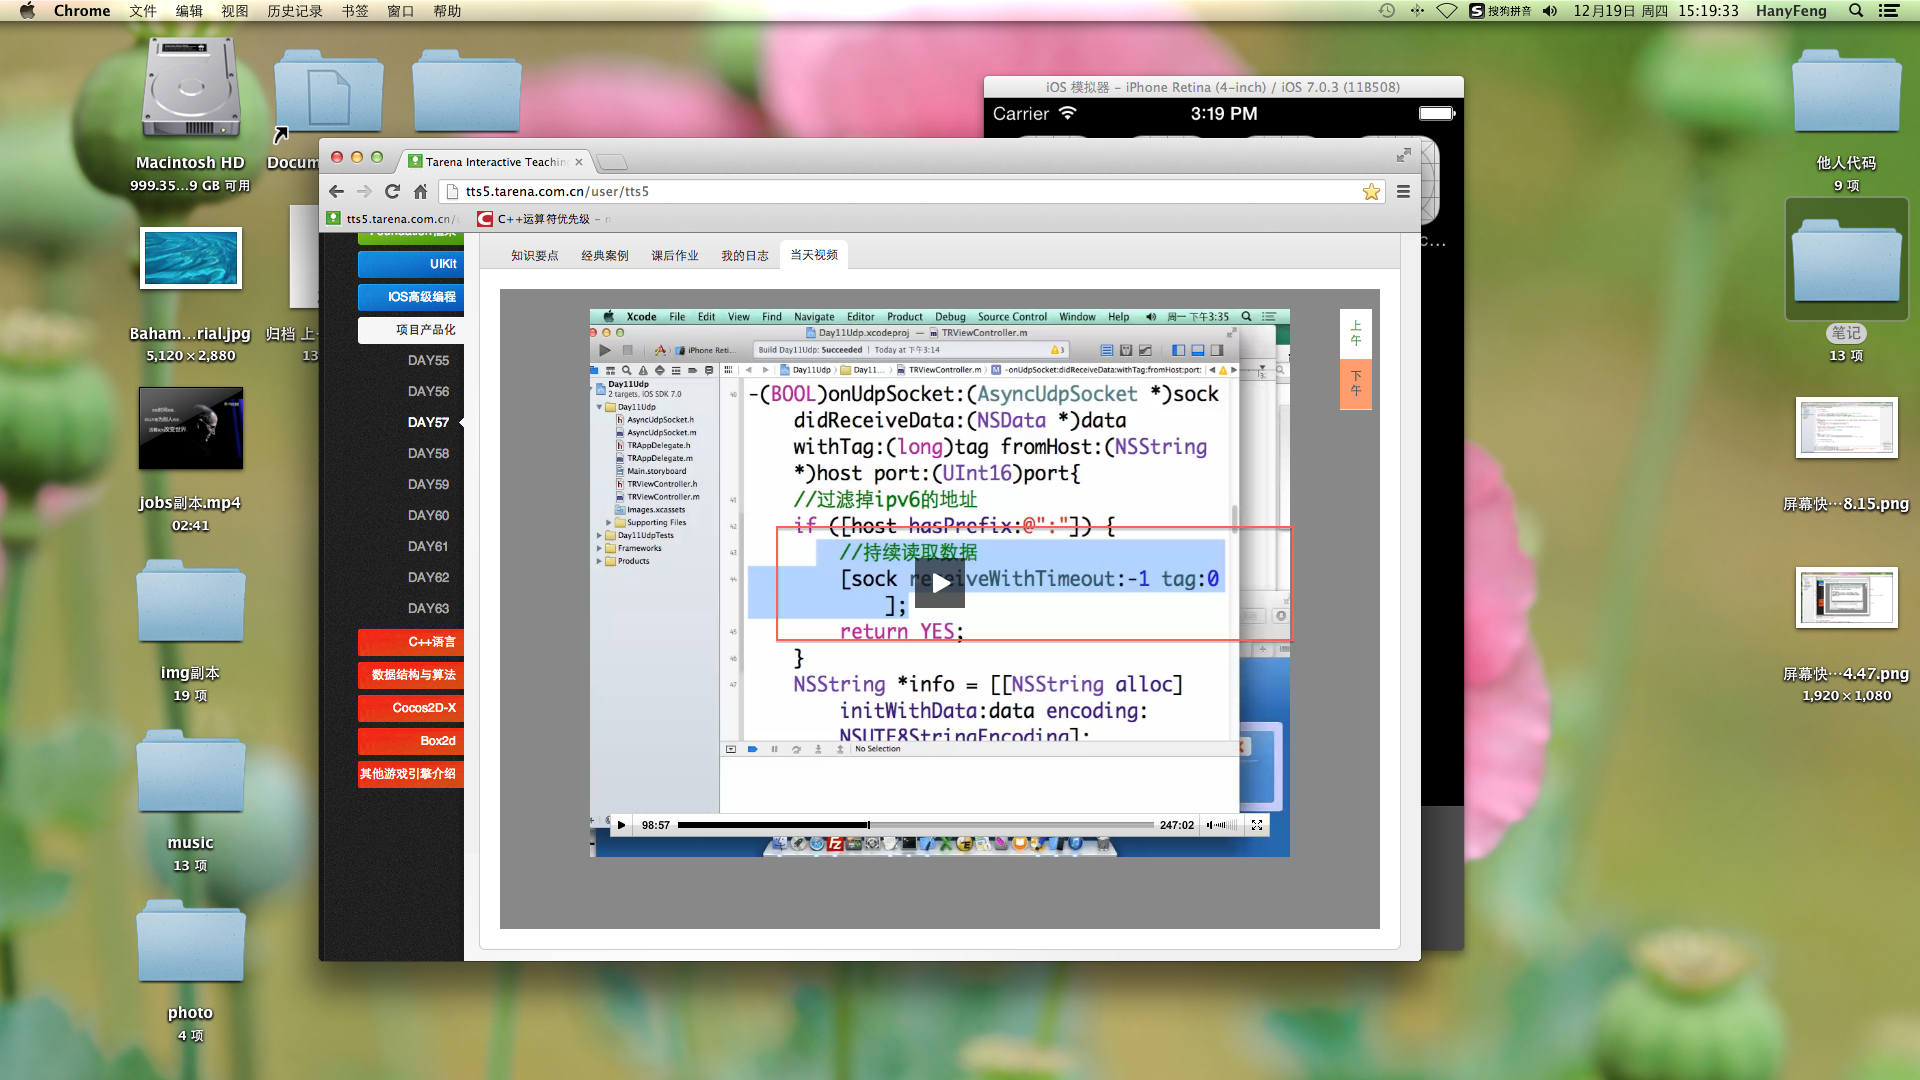 Chrome 文件 编辑 视图 历史记录 书签 窗口 帮助
搜狗拼音 12月19日 周四 15:19:33 HanyFeng
Macintosh HD
999.35...9 GB 可用
Docum
Baham...rial.jpg
5,120 × 2,880
归档 上
13
jobs副本.mp4
02:41
img副本
19 项
music
13 项
photo
4 项
iOS 模拟器 – iPhone Retina (4-inch) / iOS 7.0.3 (11B508)
Carrier 3:19 PM
他人代码
9 项
笔记
13 项
屏幕快...8.15.png
屏幕快...4.47.png
1,920 × 1,080
Tarena Interactive Teachin
tts5.tarena.com.cn/user/tts5
tts5.tarena.com.cn/u
C++运算符优先级 –
UIKit
IOS高级编程
项目产品化
DAY55
DAY56
DAY57
DAY58
DAY59
DAY60
DAY61
DAY62
DAY63
C++语言
数据结构与算法
Cocos2D-X
Box2d
其他游戏引擎介绍
知识要点 经典案例 课后作业 我的日志 当天视频
上午
下午
Xcode File Edit View Find Navigate Editor Product Debug Source Control Window Help 周一 下午3:35
Day11Udp.xcodeproj — TRViewController.m
iPhone Reti...
Build Day11Udp: Succeeded | Today at 下午3:14
3
Day11Udp Day11... TRViewController.m -onUdpSocket:didReceiveData:withTag:fromHost:port:
Day11Udp
2 targets, iOS SDK 7.0
Day11Udp
AsyncUdpSocket.h
AsyncUdpSocket.m
TRAppDelegate.h
TRAppDelegate.m
Main.storyboard
TRViewController.h
TRViewController.m
Images.xcassets
Supporting Files
Day11UdpTests
Frameworks
Products
40 -(BOOL)onUdpSocket:(AsyncUdpSocket *)sock
didReceiveData:(NSData *)data
withTag:(long)tag fromHost:(NSString
*)host port:(UInt16)port{
41 //过滤掉ipv6的地址
42 if ([host hasPrefix:@":"]) {
43 //持续读取数据
44 [sock receiveWithTimeout:-1 tag:0
];
45 return YES;
46 }
47 NSString *info = [[NSString alloc]
initWithData:data encoding:
NSUTF8StringEncoding];
No Selection
98:57 247:02